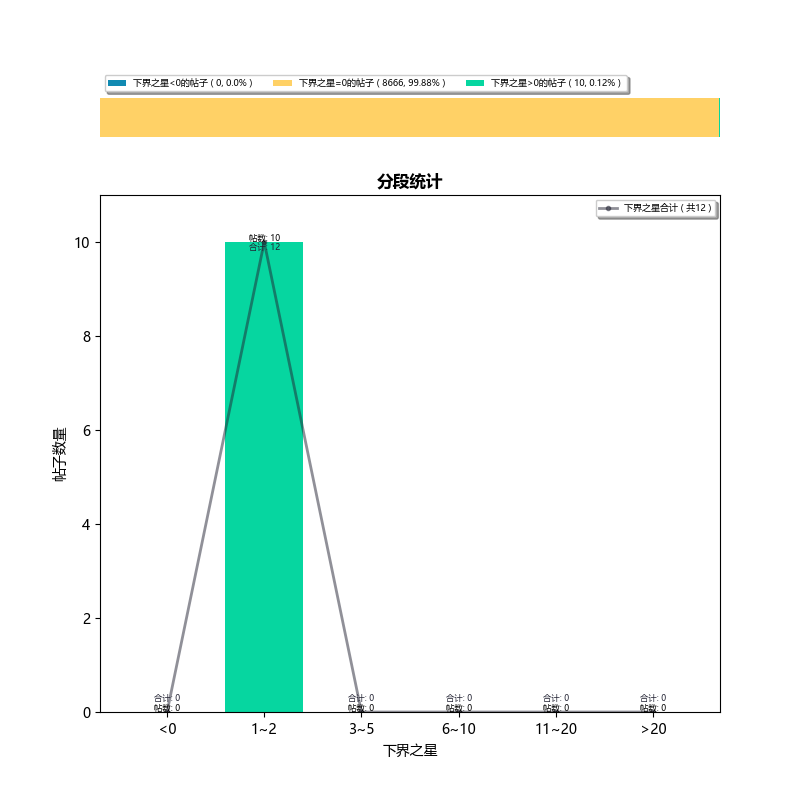 下界之星<0的帖子 ( 0, 0.0% ) 下界之星=0的帖子 ( 8666, 99.88% ) 下界之星>0的帖子 ( 10, 0.12% )
分段统计
下界之星合计 ( 共12 )
帖数: 10
合计: 12
10
8
6
4
2
0
帖子数量
合计: 0
帖数: 0
合计: 0
帖数: 0
合计: 0
帖数: 0
合计: 0
帖数: 0
合计: 0
帖数: 0
<0 1~2 3~5 6~10 11~20 >20
下界之星